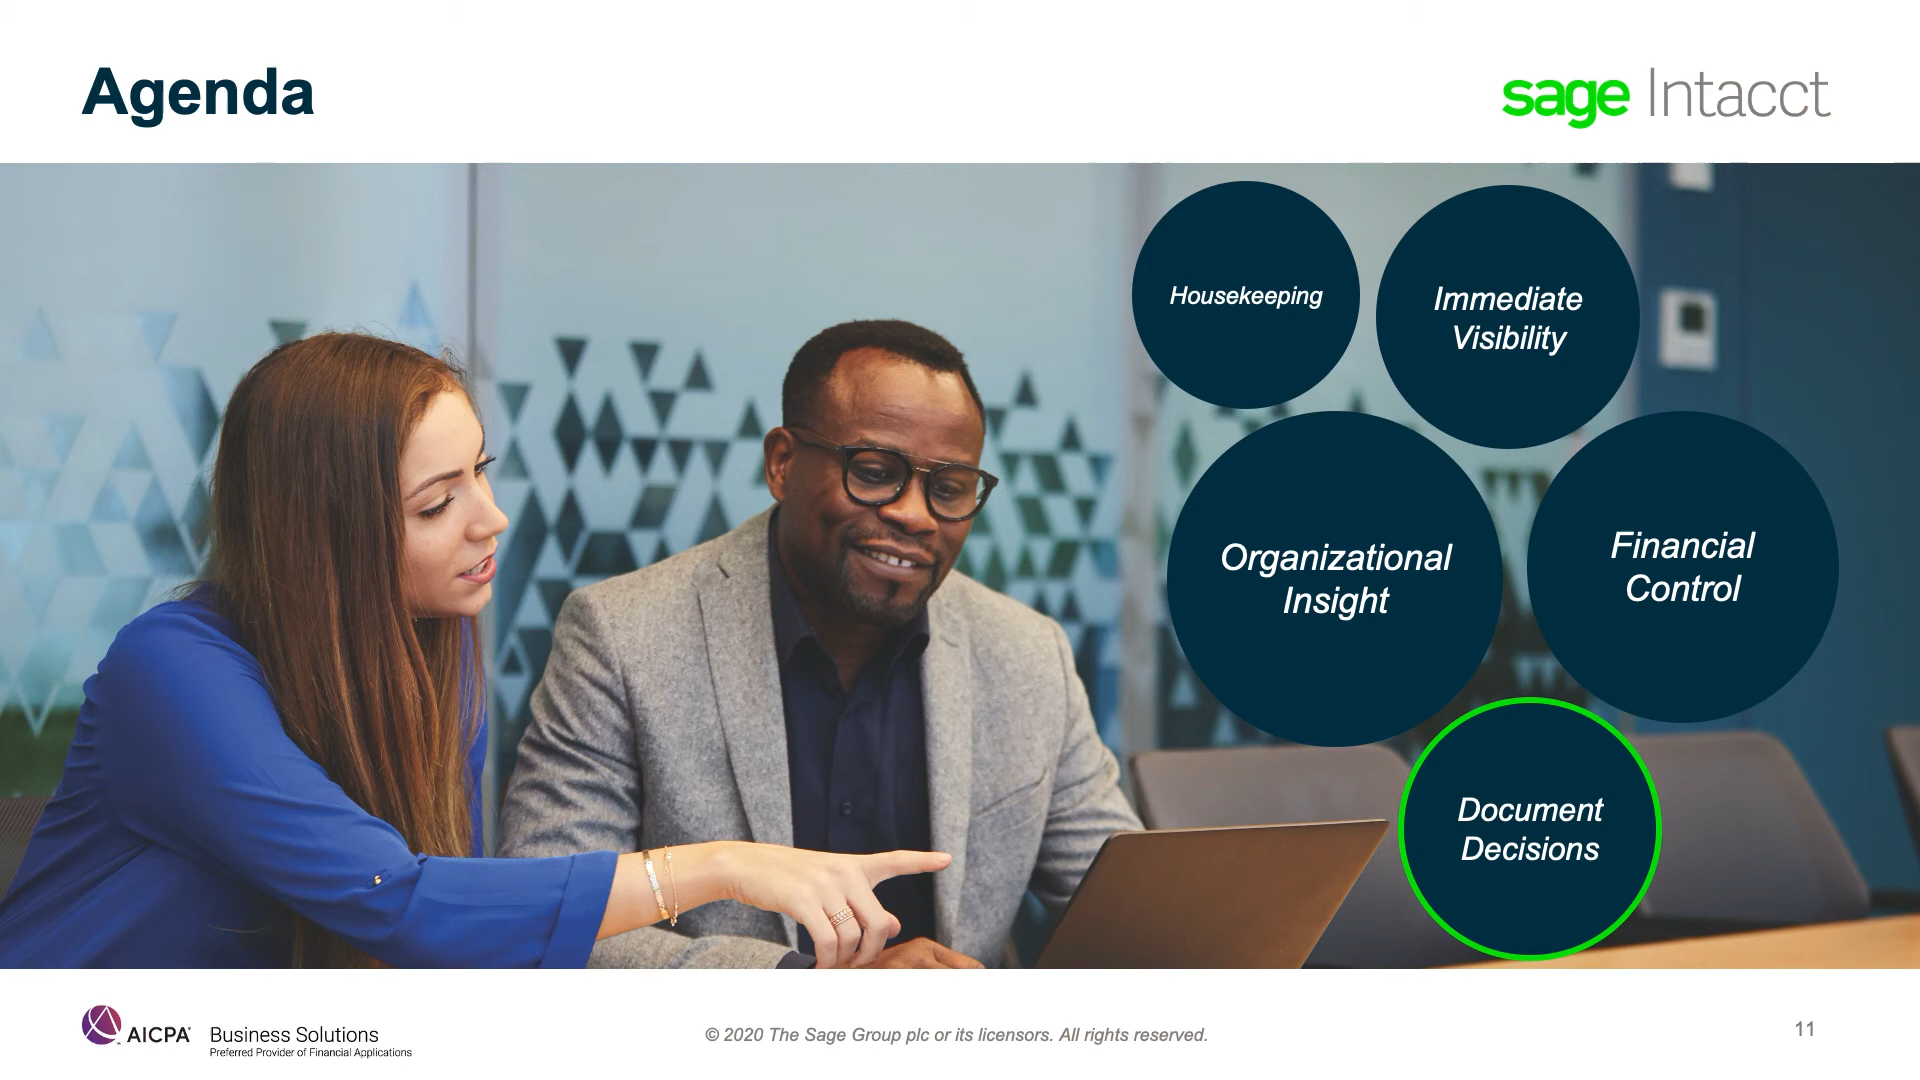 Agenda
sage Intacct
Housekeeping
Immediate
Visibility
Organizational
Insight
Financial
Control
Document
Decisions
AICPA®
Business Solutions
Preferred Provider of Financial Applications
© 2020 The Sage Group plc or its licensors. All rights reserved.
11